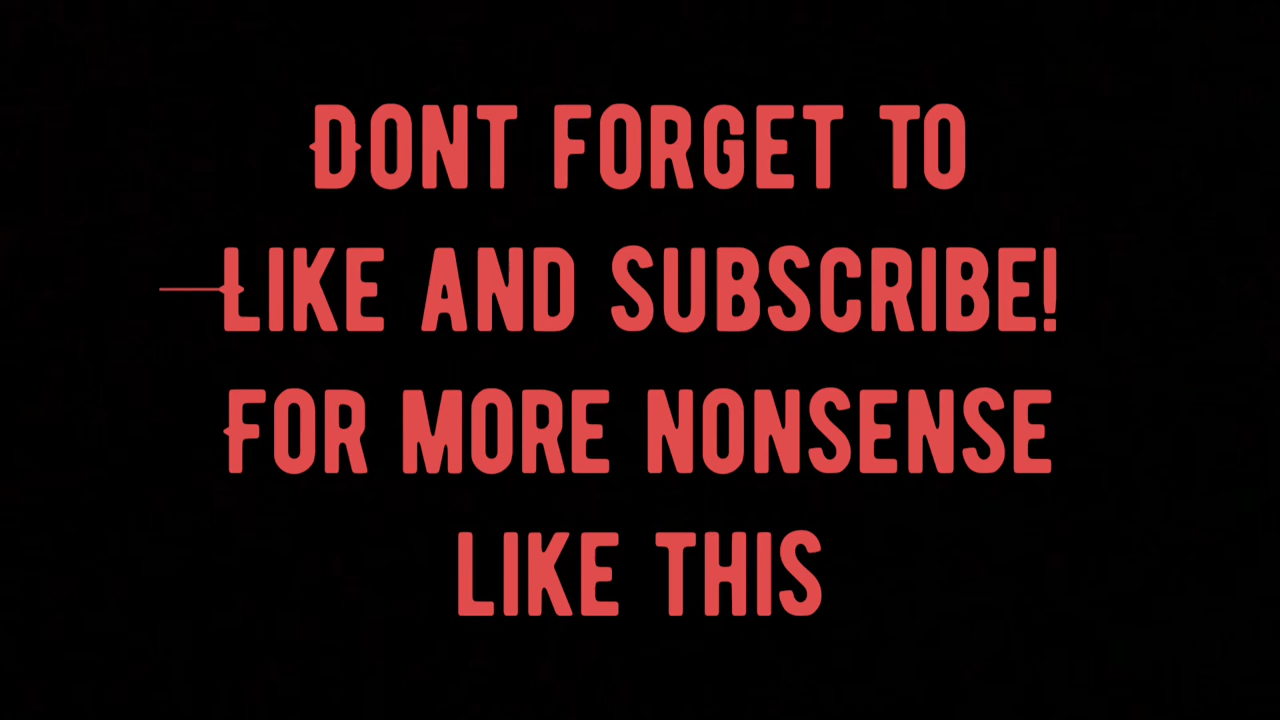 DONT FORGET TO
LIKE AND SUBSCRIBE!
FOR MORE NONSENSE
LIKE THIS